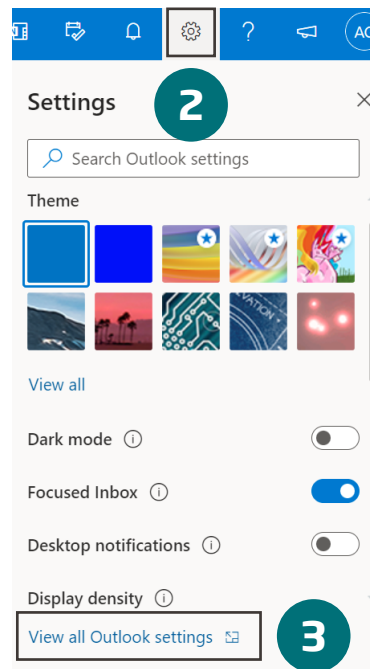 ?
AC
Settings
2
Search Outlook settings
Theme
View all
Dark mode
Focused Inbox
Desktop notifications
Display density
View all Outlook settings
3